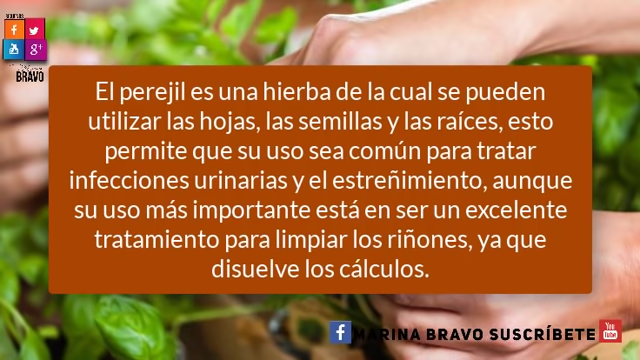 BRAVO
El perejil es una hierba de la cual se pueden
utilizar las hojas, las semillas y las raíces, esto
permite que su uso sea común para tratar
infecciones urinarias y el estreñimiento, aunque
su uso más importante está en ser un excelente
tratamiento para limpiar los riñones, ya que
disuelve los cálculos.
MARINA BRAVO SUSCRÍBETE
You
Tube